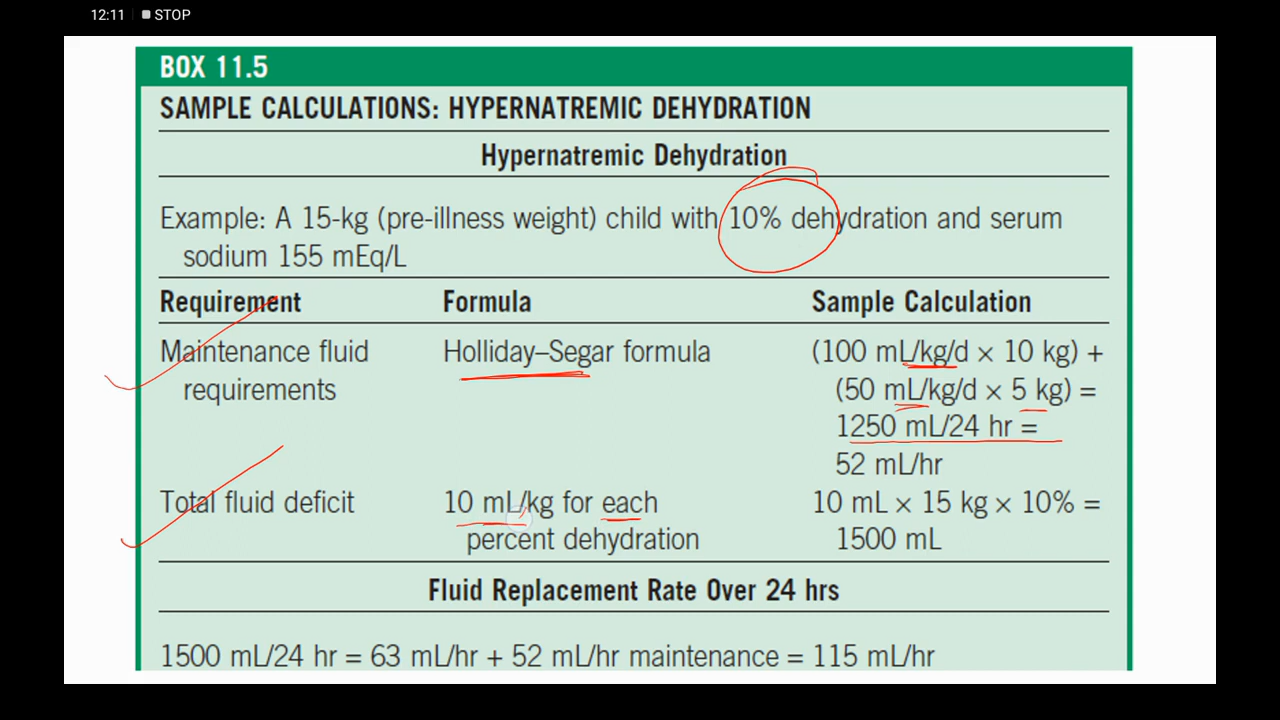 12:11 STOP
BOX 11.5
SAMPLE CALCULATIONS: HYPERNATREMIC DEHYDRATION
Hypernatremic Dehydration
Example: A 15-kg (pre-illness weight) child with 10% dehydration and serum
sodium 155 mEq/L
Requirement Formula Sample Calculation
Maintenance fluid Holliday–Segar formula (100 mL/kg/d × 10 kg) +
requirements (50 mL/kg/d × 5 kg) =
1250 mL/24 hr =
52 mL/hr
Total fluid deficit 10 mL/kg for each 10 mL × 15 kg × 10% =
percent dehydration 1500 mL
Fluid Replacement Rate Over 24 hrs
1500 mL/24 hr = 63 mL/hr + 52 mL/hr maintenance = 115 mL/hr